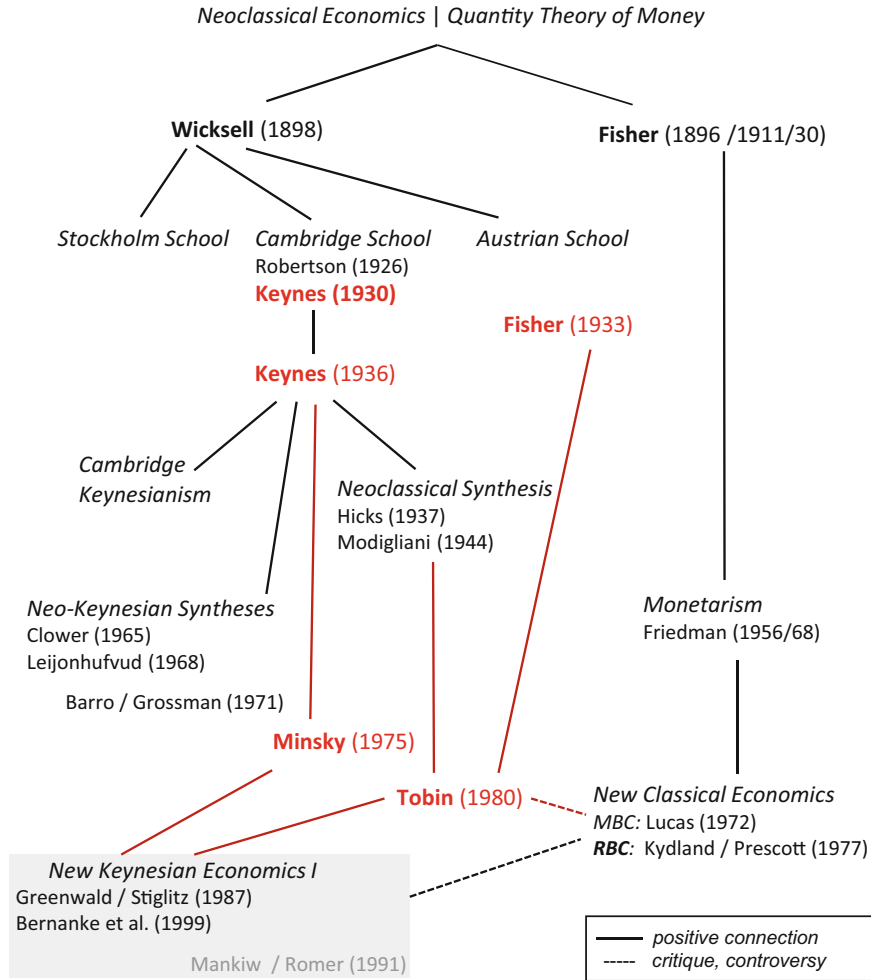 Neoclassical Economics | Quantity Theory of Money
Wicksell (1898)
Fisher (1896 /1911/30)
Stockholm School
Cambridge School
Robertson (1926)
Keynes (1930)
Austrian School
Fisher (1933)
Keynes (1936)
Cambridge
Keynesianism
Neoclassical Synthesis
Hicks (1937)
Modigliani (1944)
Neo-Keynesian Syntheses
Clower (1965)
Leijonhufvud (1968)
Barro / Grossman (1971)
Monetarism
Friedman (1956/68)
Minsky (1975)
Tobin (1980)
New Classical Economics
MBC: Lucas (1972)
RBC: Kydland / Prescott (1977)
New Keynesian Economics I
Greenwald / Stiglitz (1987)
Bernanke et al. (1999)
Mankiw / Romer (1991)
positive connection
critique, controversy